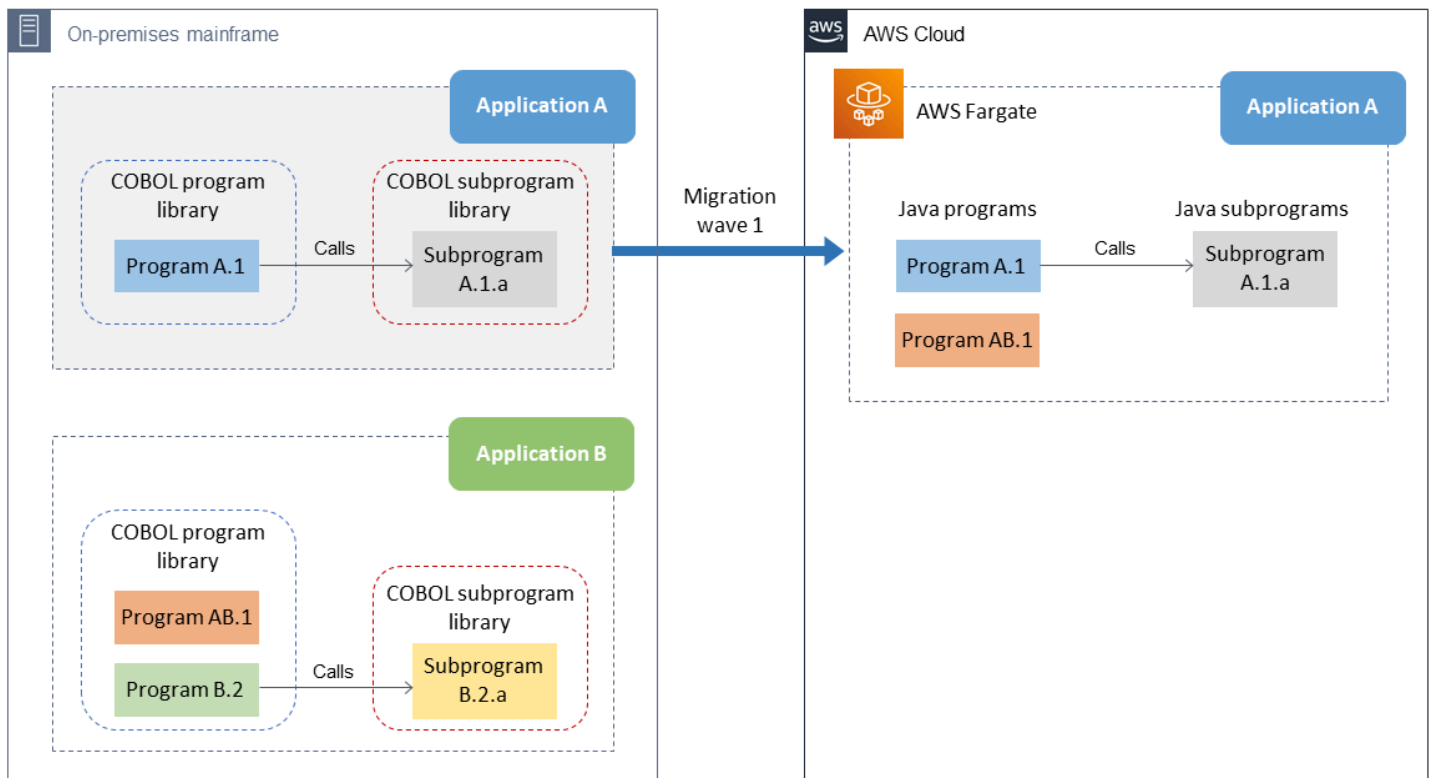 On-premises mainframe
Application A
COBOL program
library
Program A.1
Calls
COBOL subprogram
library
Subprogram
A.1.a
Application B
COBOL program
library
Program AB.1
Program B.2
Calls
COBOL subprogram
library
Subprogram
B.2.a
Migration
wave 1
aws
AWS Cloud
AWS Fargate
Application A
Java programs
Program A.1
Calls
Java subprograms
Subprogram
A.1.a
Program AB.1